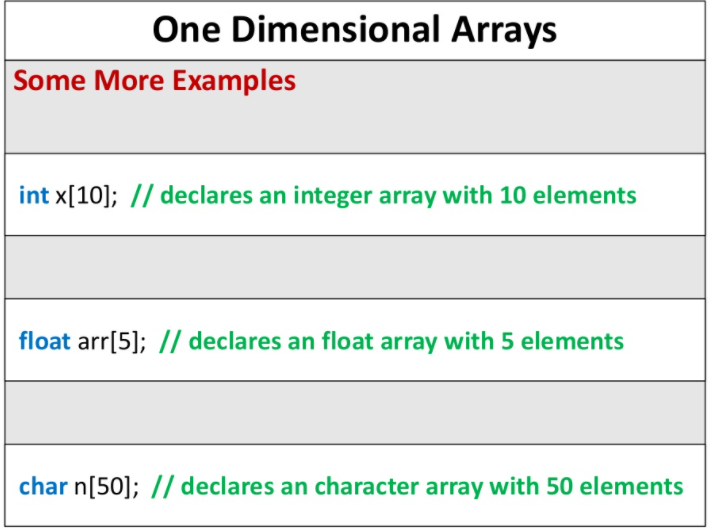 One Dimensional Arrays
Some More Examples
int x[10];  // declares an integer array with 10 elements
float arr[5];  // declares an float array with 5 elements
char n[50];  // declares an character array with 50 elements